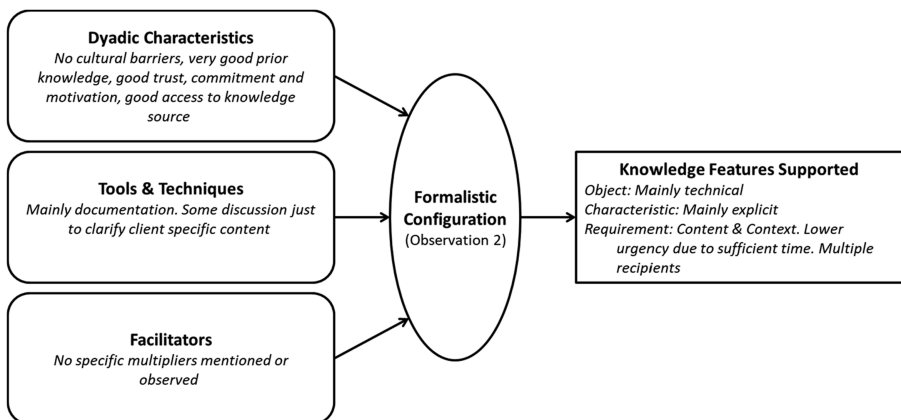 Dyadic Characteristics
No cultural barriers, very good prior
knowledge, good trust, commitment and
motivation, good access to knowledge
source
Tools & Techniques
Mainly documentation. Some discussion just
to clarify client specific content
Facilitators
No specific multipliers mentioned or
observed
Formalistic
Configuration
(Observation 2)
Knowledge Features Supported
Object: Mainly technical
Characteristic: Mainly explicit
Requirement: Content & Context. Lower
urgency due to sufficient time. Multiple
recipients